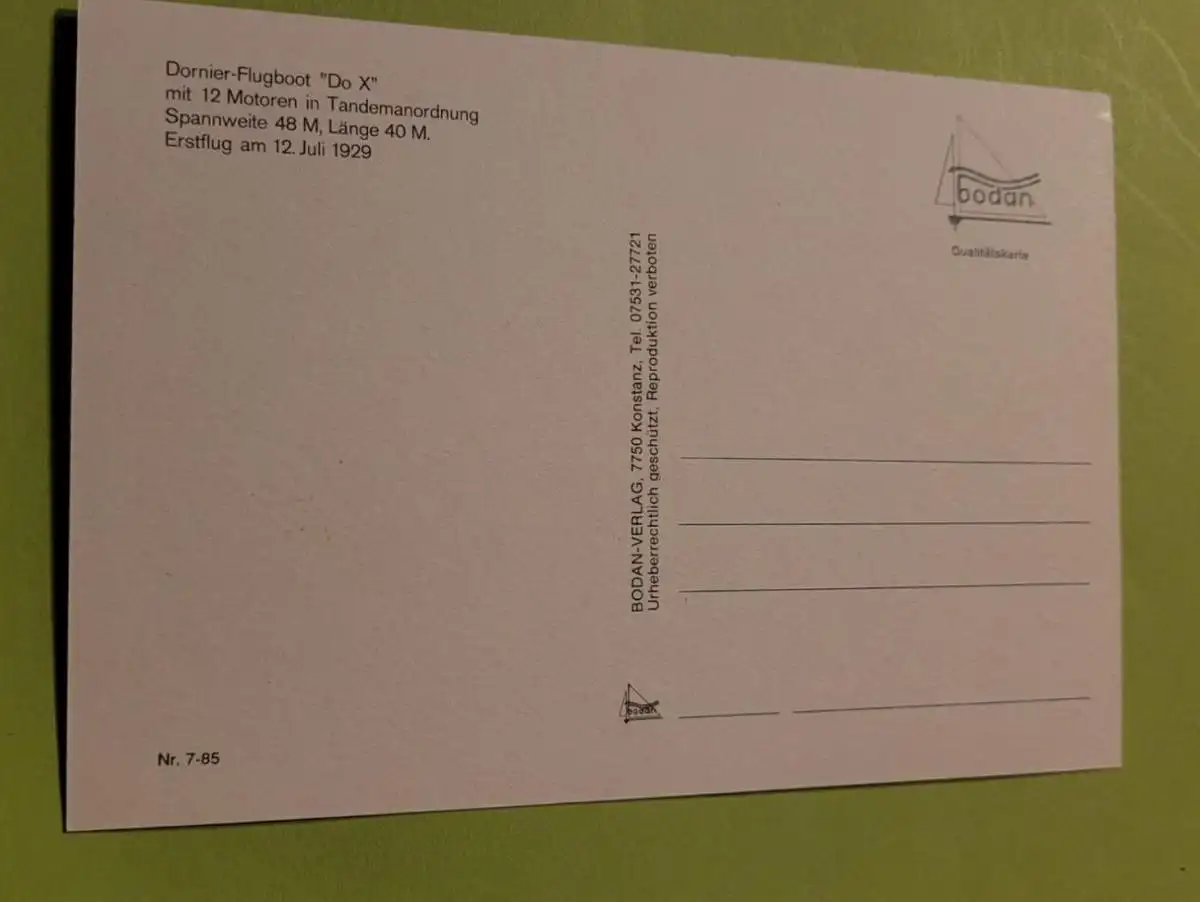 Dornier-Flugboot "Do X"
mit 12 Motoren in Tandemanordnung
Spannweite 48 M, Länge 40 M.
Erstflug am 12. Juli 1929
bodan
Qualitätskarte
BODAN-VERLAG, 7750 Konstanz, Tel. 07531-27721
Urheberrechtlich geschützt, Reproduktion verboten
bodan
Nr. 7-85